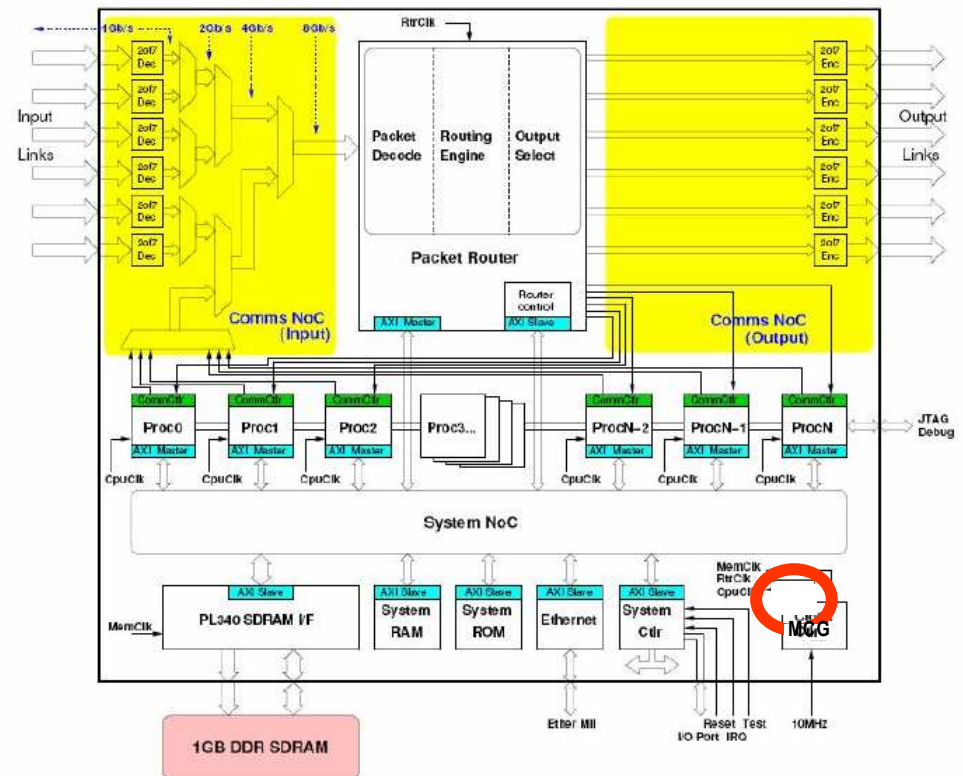 1Gb/s
2Gb/s
4Gb/s
8Gb/s
RtrClk
Input
Links
2of7
Dec
2of7
Dec
2of7
Dec
2of7
Dec
2of7
Dec
2of7
Dec
Packet
Decode
Routing
Engine
Output
Select
Packet Router
Router
control
AXI Master
AXI Slave
2of7
Enc
2of7
Enc
2of7
Enc
2of7
Enc
2of7
Enc
2of7
Enc
Output
Links
Comms NoC
(Input)
Comms NoC
(Output)
CommCtlr
Proc0
AXI Master
CommCtlr
Proc1
AXI Master
CommCtlr
Proc2
AXI Master
Proc3...
CommCtlr
ProcN-2
AXI Master
CommCtlr
ProcN-1
AXI Master
CommCtlr
ProcN
AXI Master
JTAG
Debug
CpuClk
CpuClk
CpuClk
CpuClk
CpuClk
CpuClk
System NoC
MemClk
AXI Slave
PL340 SDRAM I/F
AXI Slave
System
RAM
AXI Slave
System
ROM
AXI Slave
Ethernet
AXI Slave
System
Ctlr
MemClk
RtrClk
MCG
1GB DDR SDRAM
Ether MII
I/O Port
Reset
IRQ
Test
10MHz